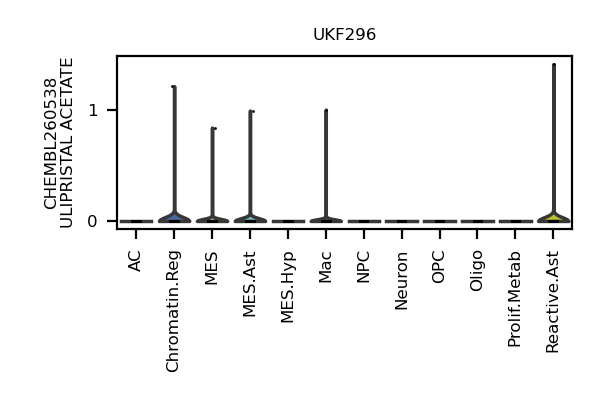 UKF296
CHEMBL260538
ULIPRISTAL ACETATE
1
0
AC
Chromatin.Reg
MES
MES.Ast
MES.Hyp
Mac
NPC
Neuron
OPC
Oligo
Prolif.Metab
Reactive.Ast